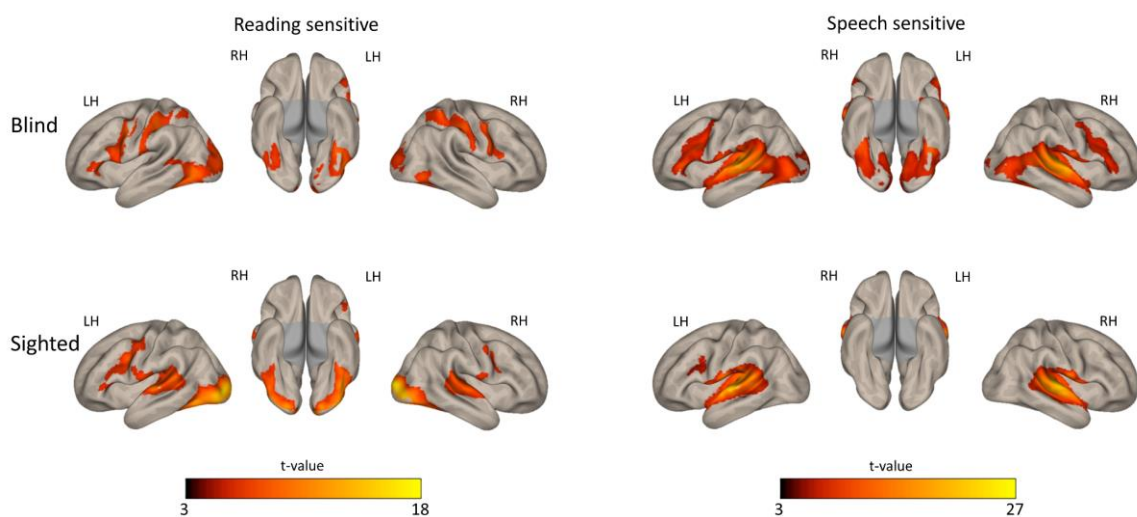 Reading sensitive
Speech sensitive
RH LH
RH LH
LH RH
LH RH
Blind
RH LH
RH LH
LH RH
LH RH
Sighted
t-value
t-value
3 18
3 27